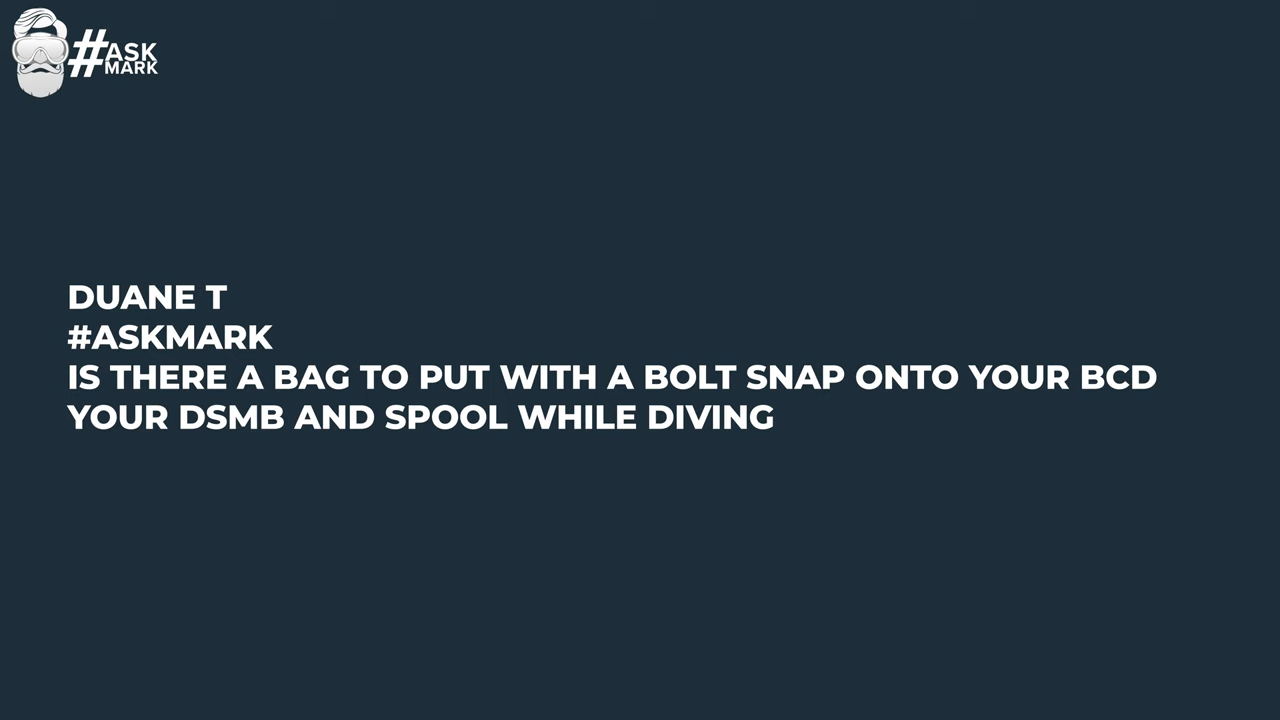 #ASK
MARK
DUANE T
#ASKMARK
IS THERE A BAG TO PUT WITH A BOLT SNAP ONTO YOUR BCD
YOUR DSMB AND SPOOL WHILE DIVING